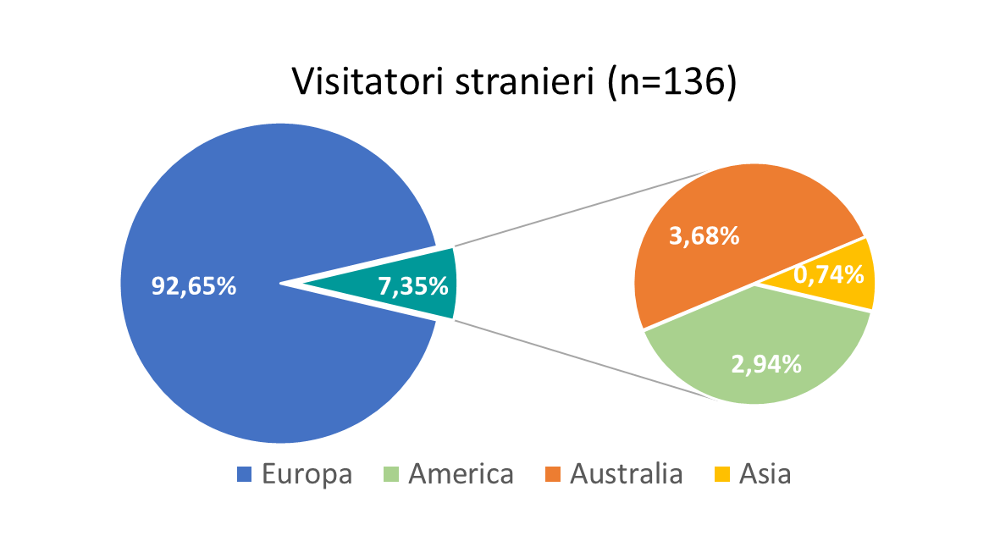 Visitatori stranieri (n=136)
92,65%
7,35%
3,68%
0,74%
2,94%
Europa
America
Australia
Asia